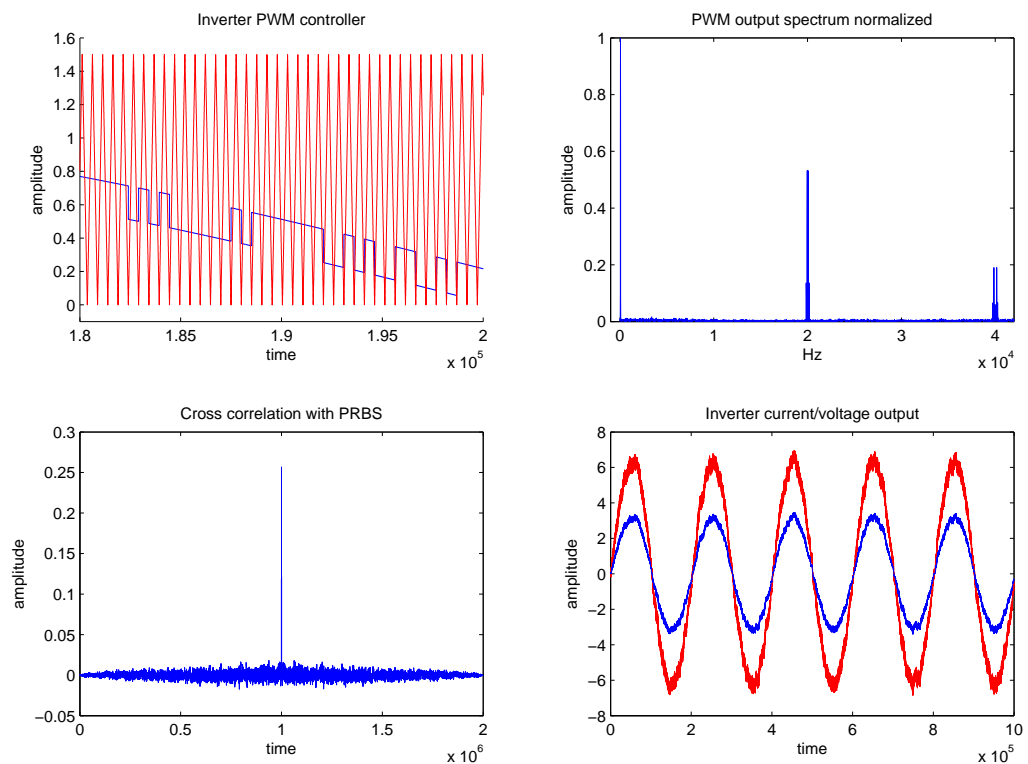 Inverter PWM controller
amplitude
1.6
1.4
1.2
1
0.8
0.6
0.4
0.2
0
1.8 1.85 1.9 1.95 2
time
x 10^5
PWM output spectrum normalized
amplitude
1
0.8
0.6
0.4
0.2
0
0 1 2 3 4
Hz
x 10^4
Cross correlation with PRBS
amplitude
0.3
0.25
0.2
0.15
0.1
0.05
0
−0.05
0 0.5 1 1.5 2
time
x 10^6
Inverter current/voltage output
amplitude
8
6
4
2
0
−2
−4
−6
−8
0 2 4 6 8 10
time
x 10^5